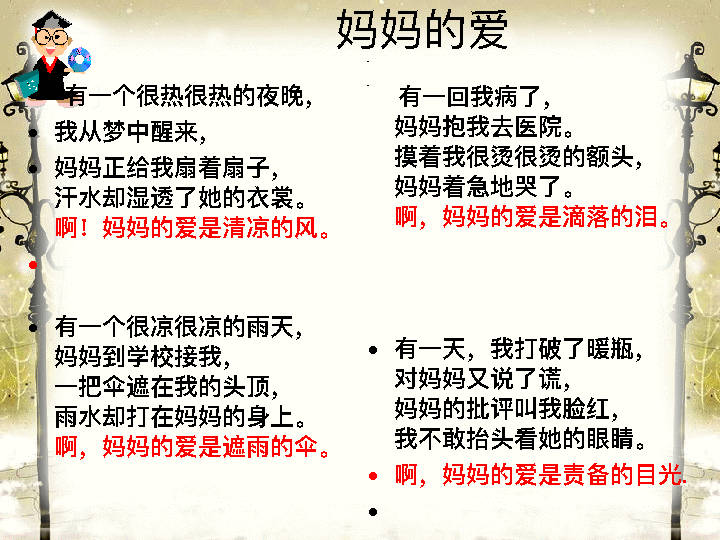 妈妈的爱
有一个很热很热的夜晚，
我从梦中醒来，
妈妈正给我扇着扇子，
汗水却湿透了她的衣裳。
啊！妈妈的爱是清凉的风。
有一个很凉很凉的雨天，
妈妈到学校接我，
一把伞遮在我的头顶，
雨水却打在妈妈的身上。
啊，妈妈的爱是遮雨的伞。
有一回我病了，
妈妈抱我去医院。
摸着我很烫很烫的额头，
妈妈着急地哭了。
啊，妈妈的爱是滴落的泪。
有一天，我打破了暖瓶，
对妈妈又说了谎，
妈妈的批评叫我脸红，
我不敢抬头看她的眼睛。
啊，妈妈的爱是责备的目光.